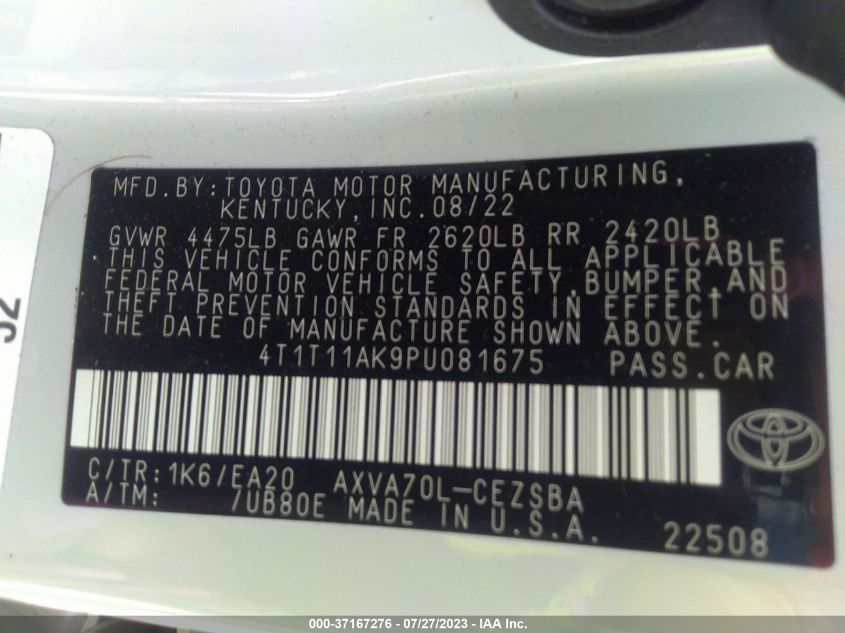 MFD.BY:TOYOTA MOTOR MANUFACTURING,
KENTUCKY, INC.08/22
GVWR 4475LB GAWR FR 2620LB RR 2420LB
THIS VEHICLE CONFORMS TO ALL APPLICABLE
FEDERAL MOTOR VEHICLE SAFETY,BUMPER,AND
THEFT PREVENTION STANDARDS IN EFFECT ON
THE DATE OF MANUFACTURE SHOWN ABOVE.
4T1T11AK9PU081675 PASS.CAR
C/TR:1K6/EA20 AXVA70L-CEZSBA
A/TM: /UB80E MADE IN U.S.A.
22508
000-37167276 - 07/27/2023 - IAA Inc.